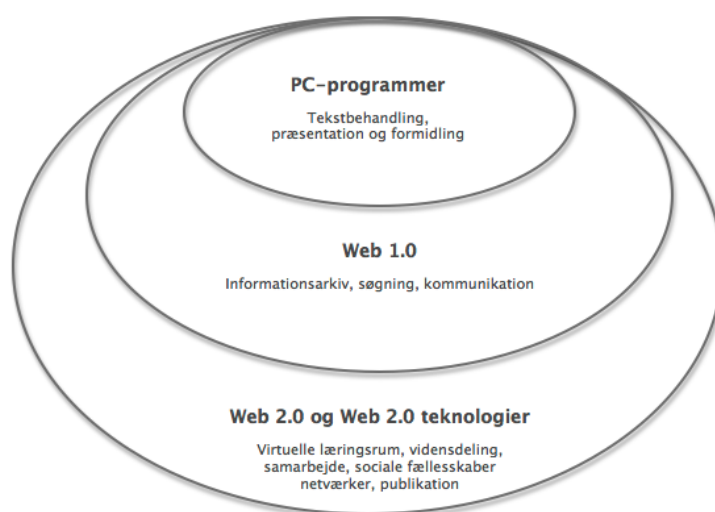 PC-programmer
Tekstbehandling,
præsentation og formidling
Web 1.0
Informationsarkiv, søgning, kommunikation
Web 2.0 og Web 2.0 teknologier
Virtuelle læringsrum, vidensdeling,
samarbejde, sociale fællesskaber
netværker, publikation